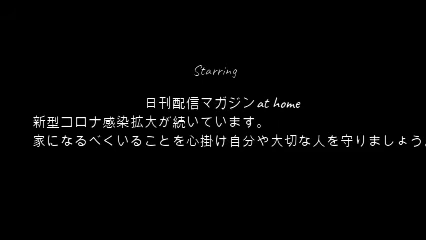 Starring
日刊配信マガジンat home
新型コロナ感染拡大が続いています。
家になるべくいることを心掛け自分や大切な人を守りましょう。